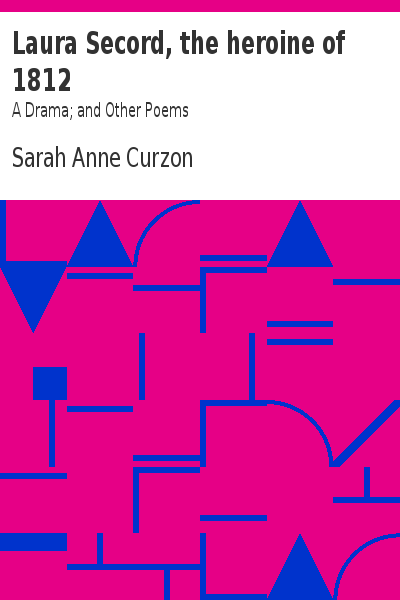 Laura Secord, the heroine of
1812
A Drama; and Other Poems
Sarah Anne Curzon